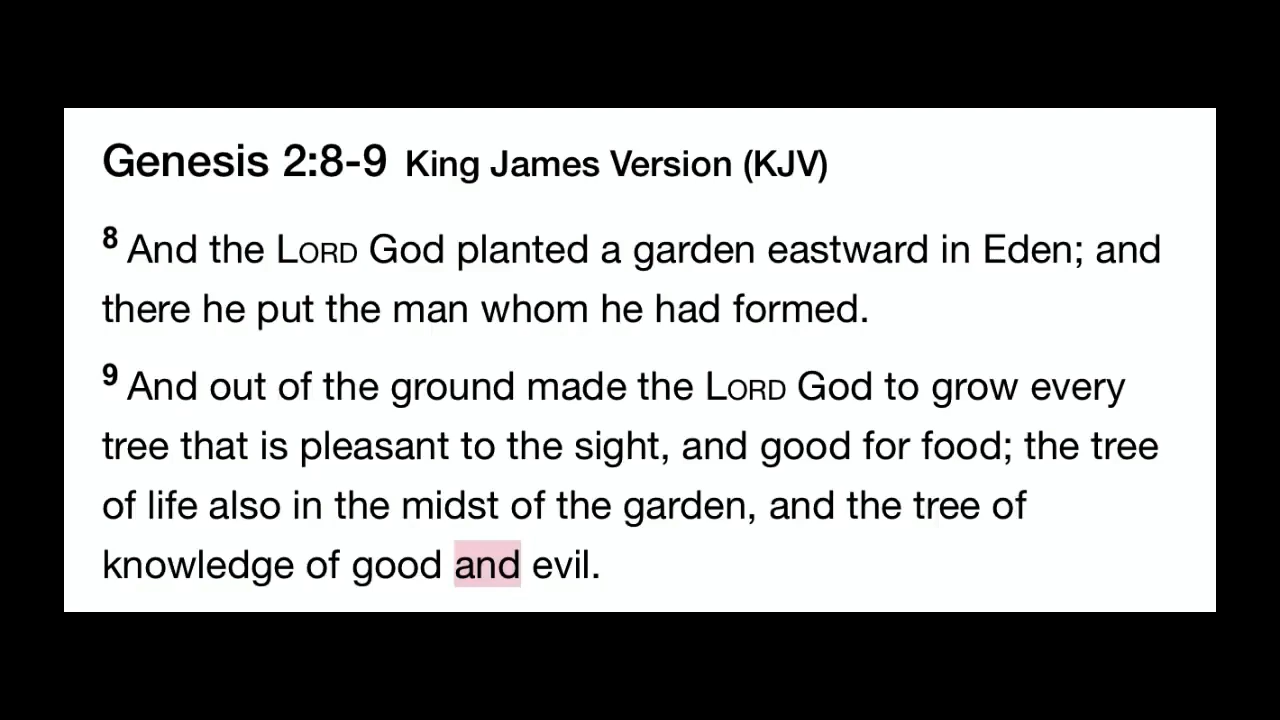 Genesis 2:8-9 King James Version (KJV)
8 And the LORD God planted a garden eastward in Eden; and
there he put the man whom he had formed.
9 And out of the ground made the LORD God to grow every
tree that is pleasant to the sight, and good for food; the tree
of life also in the midst of the garden, and the tree of
knowledge of good and evil.